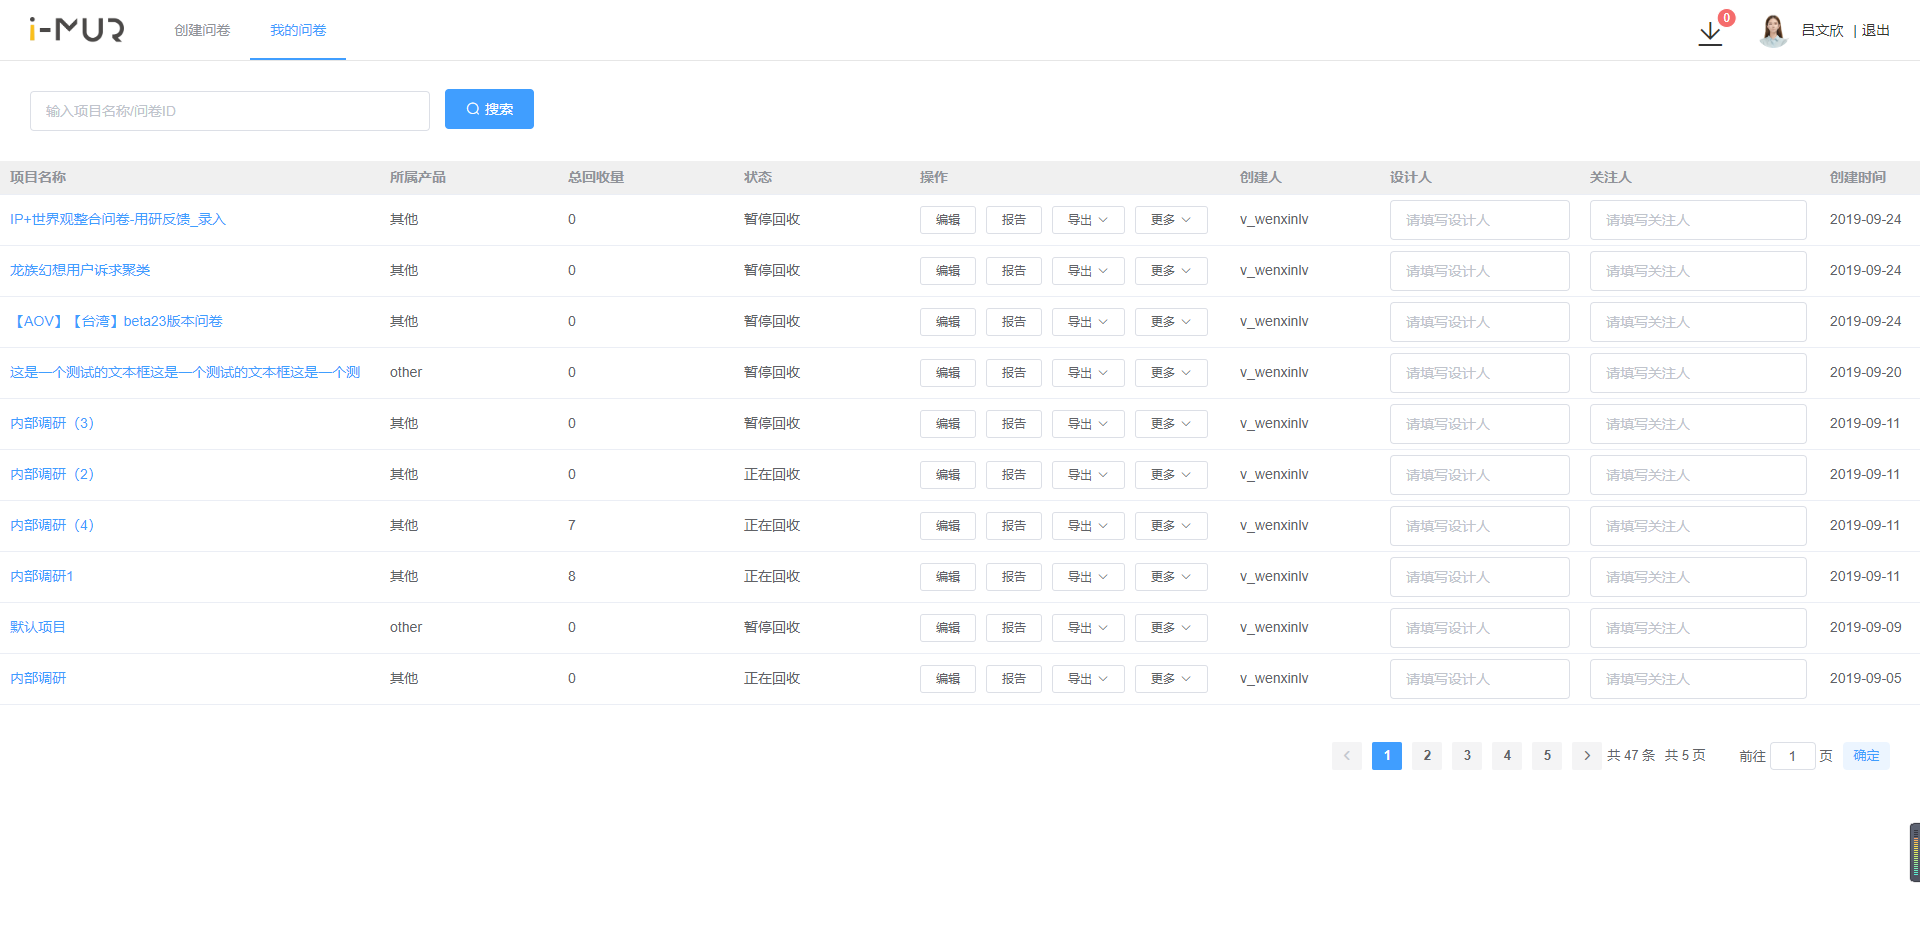 i-MUR 创建问卷 我的问卷 0 吕文欣 | 退出
输入项目名称/问卷ID 搜索
项目名称 所属产品 总回收量 状态 操作 创建人 设计人 关注人 创建时间
IP+世界观整合问卷-用研反馈_录入 其他 0 暂停回收 编辑 报告 导出 更多 v_wenxinlv 请填写设计人 请填写关注人 2019-09-24
龙族幻想用户诉求聚类 其他 0 暂停回收 编辑 报告 导出 更多 v_wenxinlv 请填写设计人 请填写关注人 2019-09-24
【AOV】【台湾】beta23版本问卷 其他 0 暂停回收 编辑 报告 导出 更多 v_wenxinlv 请填写设计人 请填写关注人 2019-09-24
这是一个测试的文本框这是一个测试的文本框这是一个测 other 0 暂停回收 编辑 报告 导出 更多 v_wenxinlv 请填写设计人 请填写关注人 2019-09-20
内部调研（3） 其他 0 暂停回收 编辑 报告 导出 更多 v_wenxinlv 请填写设计人 请填写关注人 2019-09-11
内部调研（2） 其他 0 正在回收 编辑 报告 导出 更多 v_wenxinlv 请填写设计人 请填写关注人 2019-09-11
内部调研（4） 其他 7 正在回收 编辑 报告 导出 更多 v_wenxinlv 请填写设计人 请填写关注人 2019-09-11
内部调研1 其他 8 正在回收 编辑 报告 导出 更多 v_wenxinlv 请填写设计人 请填写关注人 2019-09-11
默认项目 other 0 暂停回收 编辑 报告 导出 更多 v_wenxinlv 请填写设计人 请填写关注人 2019-09-09
内部调研 其他 0 正在回收 编辑 报告 导出 更多 v_wenxinlv 请填写设计人 请填写关注人 2019-09-05
1 2 3 4 5 共 47 条 共 5 页 前往 1 页 确定